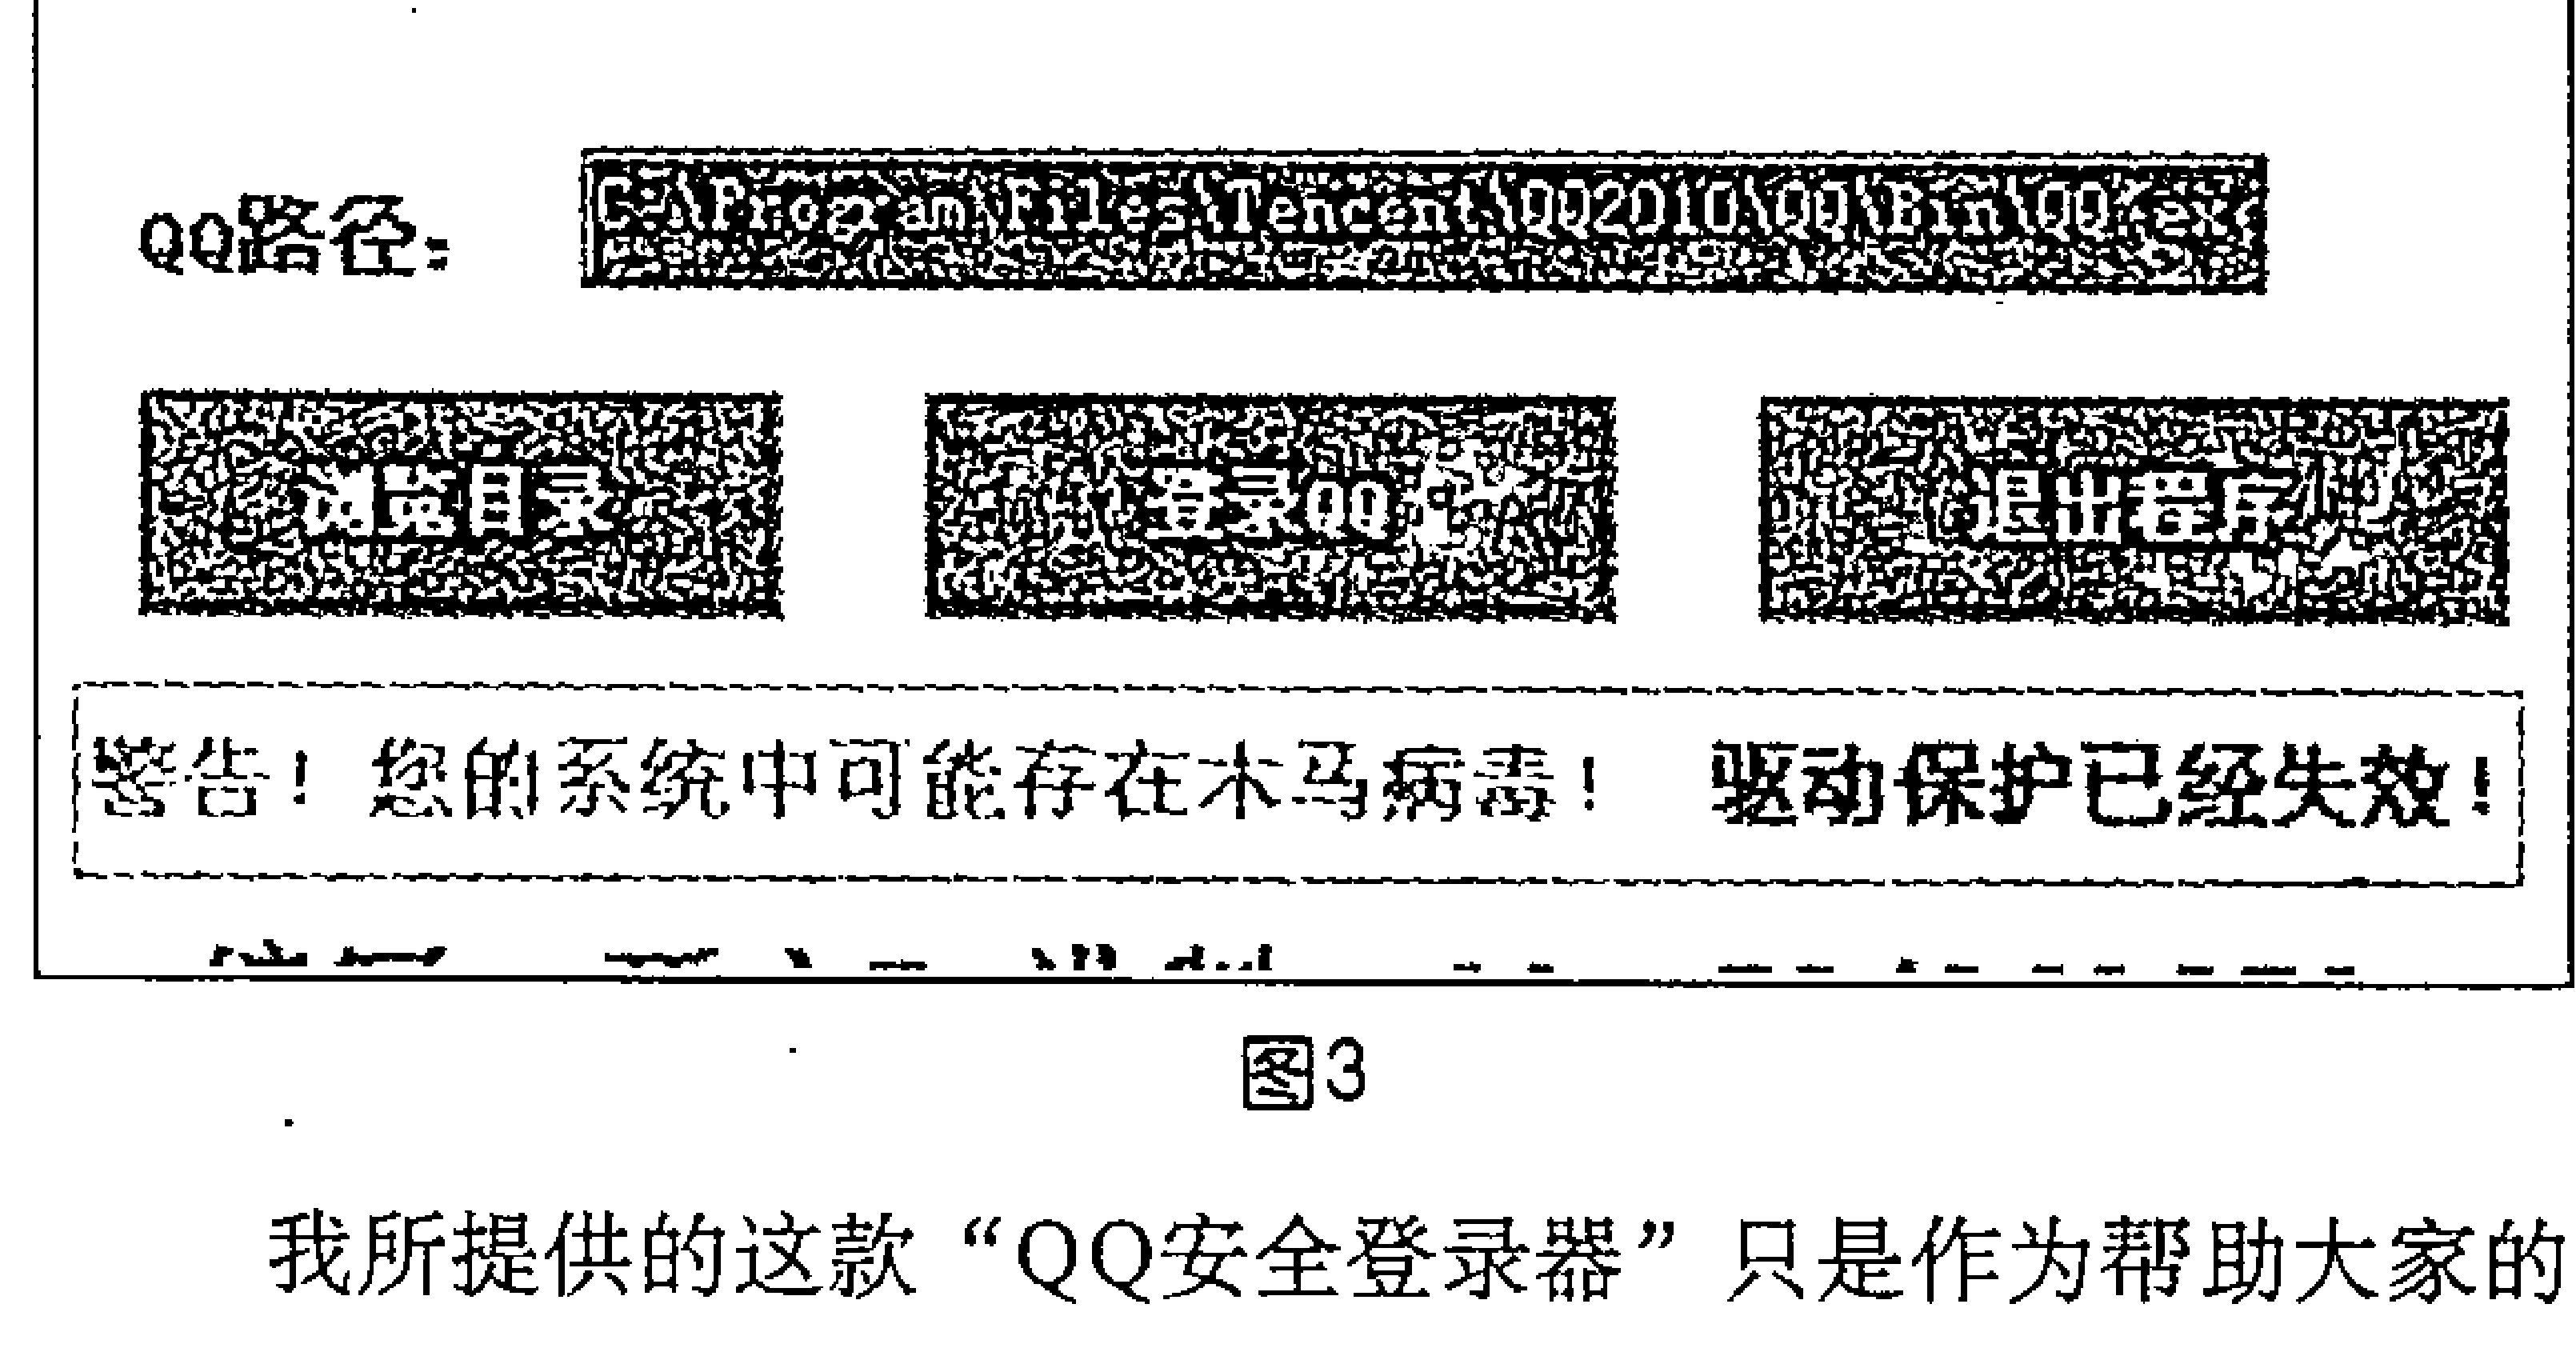 QQ路径:
C:\Program Files\Tencent\QQ2010\QQ\Bin\QQ.ex
浏览目录 登录QQ 退出程序
警告!您的系统中可能存在木马病毒! 驱动保护已经失效!
图3
我所提供的这款“QQ安全登录器”只是作为帮助大家的